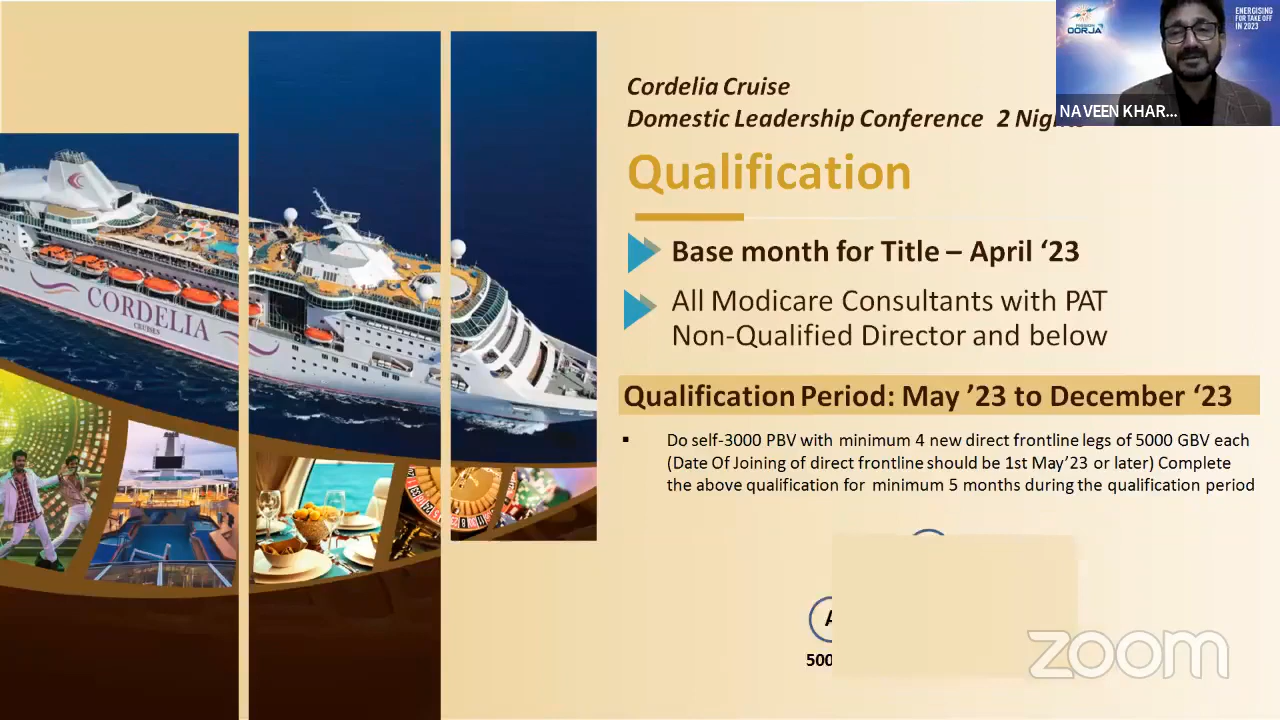 ENERGISING
FOR TAKE OFF
IN 2023
OORJA
NAVEEN KHAR...
Cordelia Cruise
Domestic Leadership Conference 2 Nights
Qualification
Base month for Title – April ‘23
All Modicare Consultants with PAT
Non-Qualified Director and below
Qualification Period: May ’23 to December ‘23
▪ Do self-3000 PBV with minimum 4 new direct frontline legs of 5000 GBV each
(Date Of Joining of direct frontline should be 1st May’23 or later) Complete
the above qualification for minimum 5 months during the qualification period
CORDELIA
CRUISES
A
500
zoom